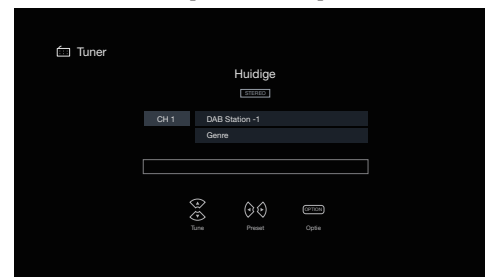 Tuner
Huidige
STEREO
CH 1 DAB Station -1
Genre
OPTION
Tune Preset Optie